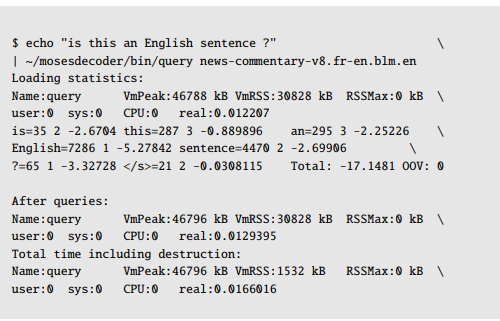 $ echo "is this an English sentence ?" \
| ~/mosesdecoder/bin/query news-commentary-v8.fr-en.blm.en
Loading statistics:
Name:query VmPeak:46788 kB VmRSS:30828 kB RSSMax:0 kB \
user:0 sys:0 CPU:0 real:0.012207
is=35 2 -2.6704 this=287 3 -0.889896 an=295 3 -2.25226 \
English=7286 1 -5.27842 sentence=4470 2 -2.69906 \
?=65 1 -3.32728 </s>=21 2 -0.0308115 Total: -17.1481 OOV: 0
After queries:
Name:query VmPeak:46796 kB VmRSS:30828 kB RSSMax:0 kB \
user:0 sys:0 CPU:0 real:0.0129395
Total time including destruction:
Name:query VmPeak:46796 kB VmRSS:1532 kB RSSMax:0 kB \
user:0 sys:0 CPU:0 real:0.0166016